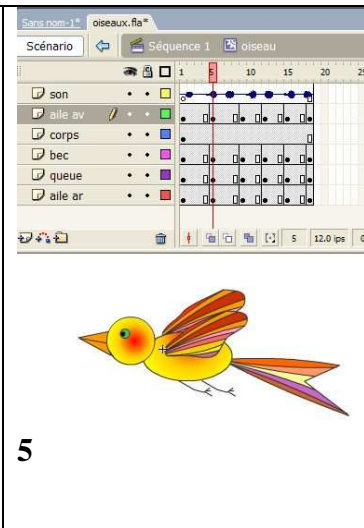 Sans nom-1* oiseaux.fla*
Scénario Séquence 1 oiseau
1 5 10 15 20 25
son
aile av
corps
bec
queue
aile ar
5 12.0 ips 0
5